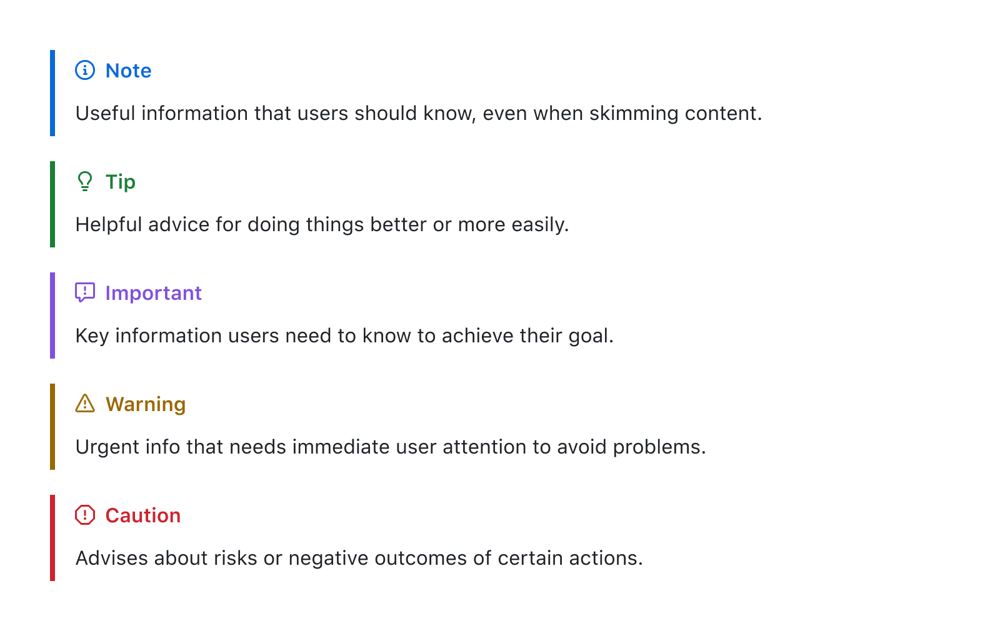 Note
Useful information that users should know, even when skimming content.
Tip
Helpful advice for doing things better or more easily.
Important
Key information users need to know to achieve their goal.
Warning
Urgent info that needs immediate user attention to avoid problems.
Caution
Advises about risks or negative outcomes of certain actions.